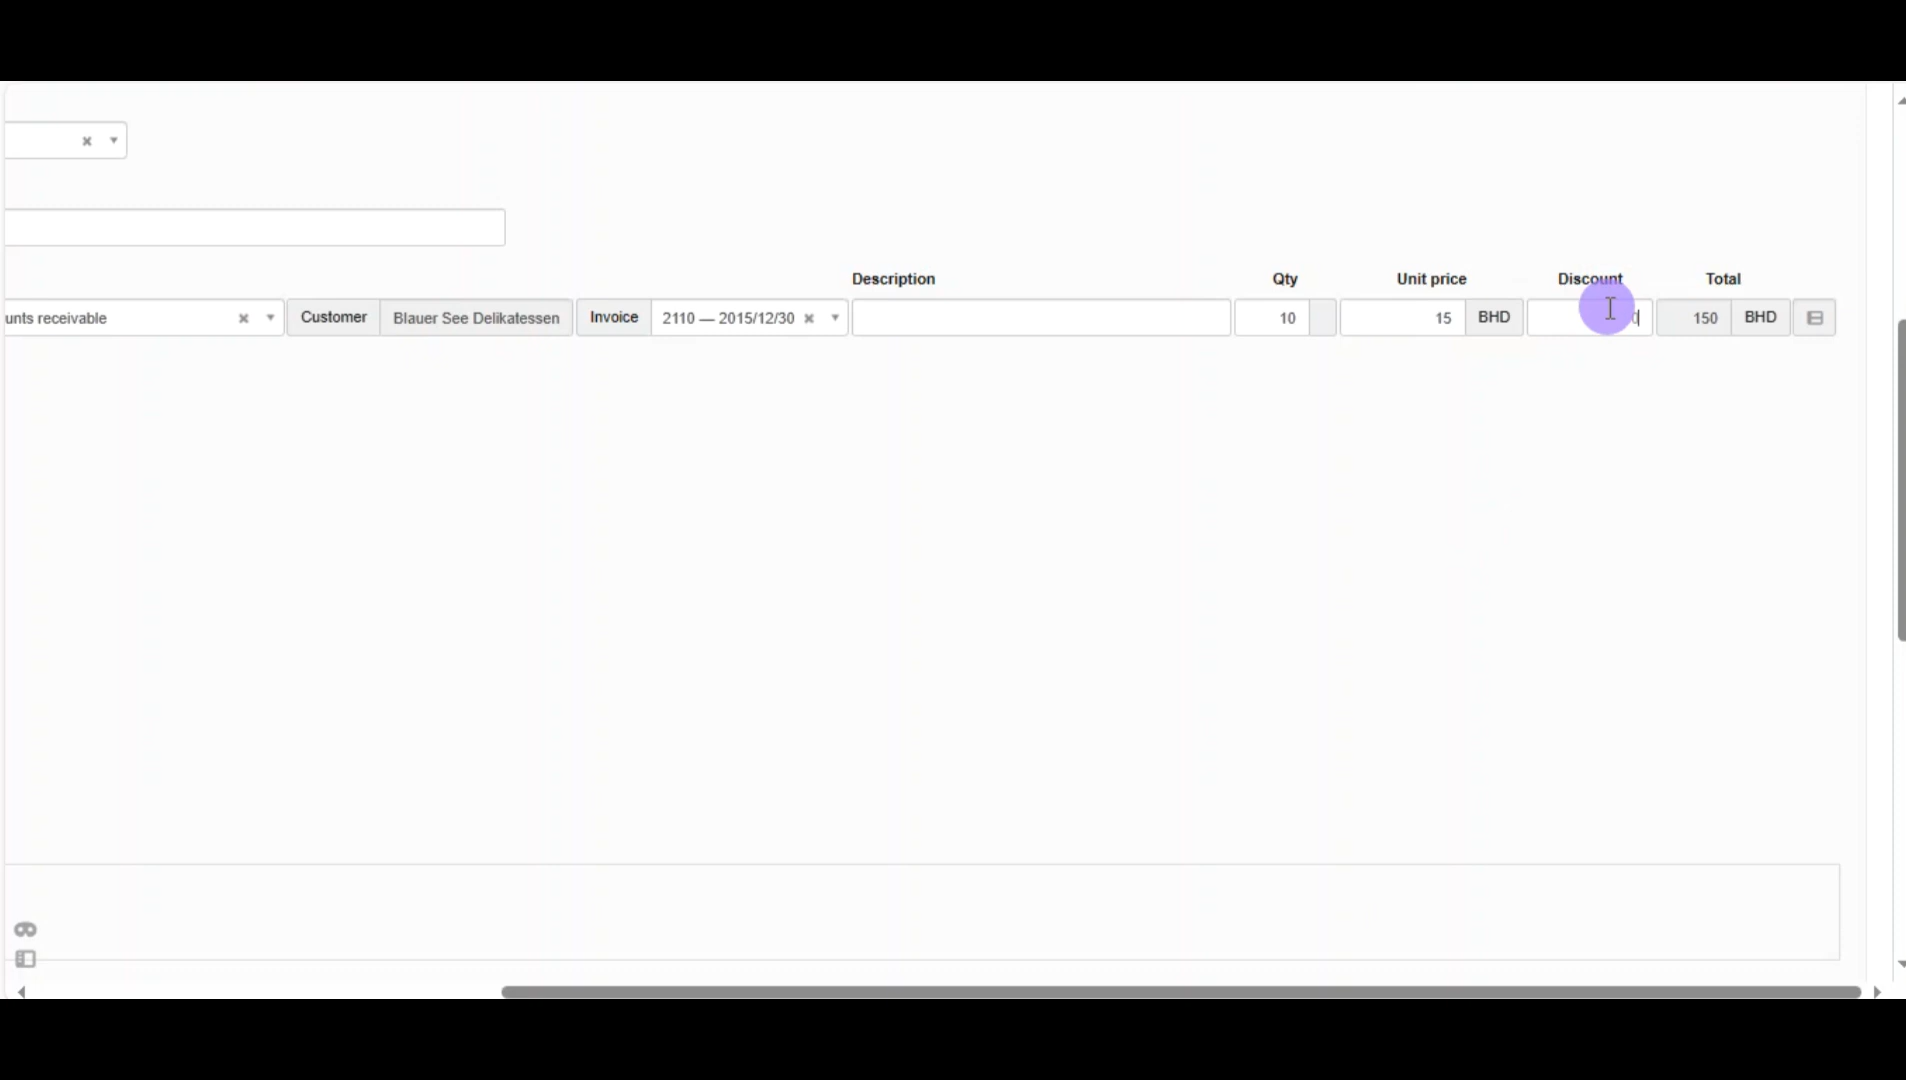 Description Qty Unit price Discount Total
unts receivable Customer Blauer See Delikatessen Invoice 2110 — 2015/12/30 10 15 BHD 150 BHD